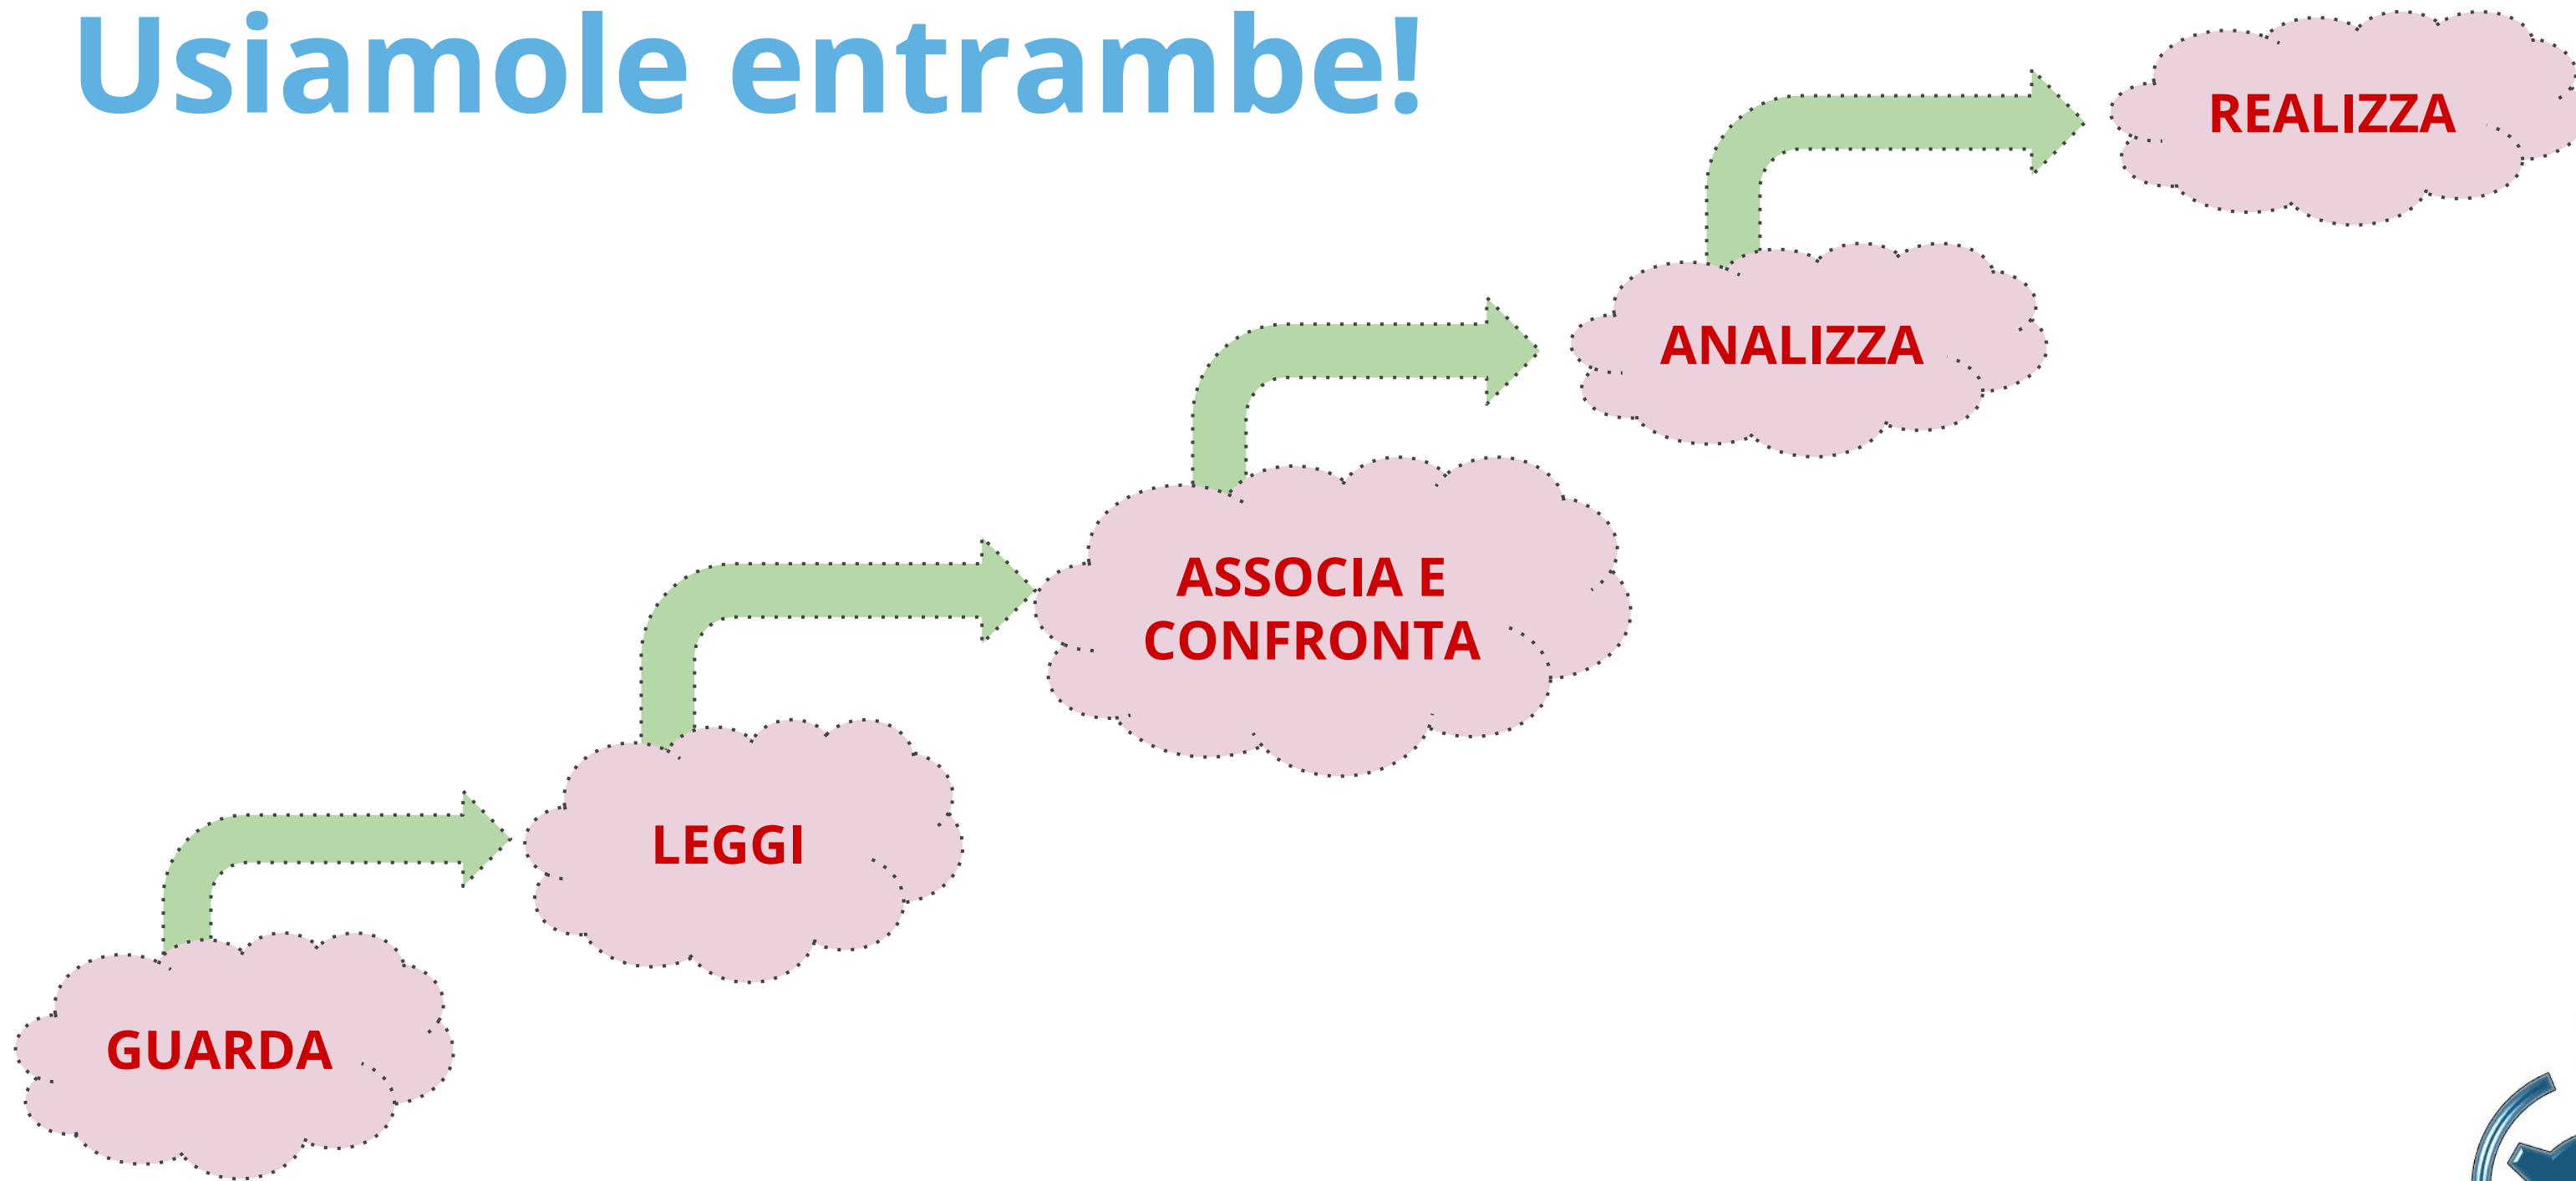 Usiamole entrambe!
REALIZZA
ANALIZZA
ASSOCIA E
CONFRONTA
LEGGI
GUARDA